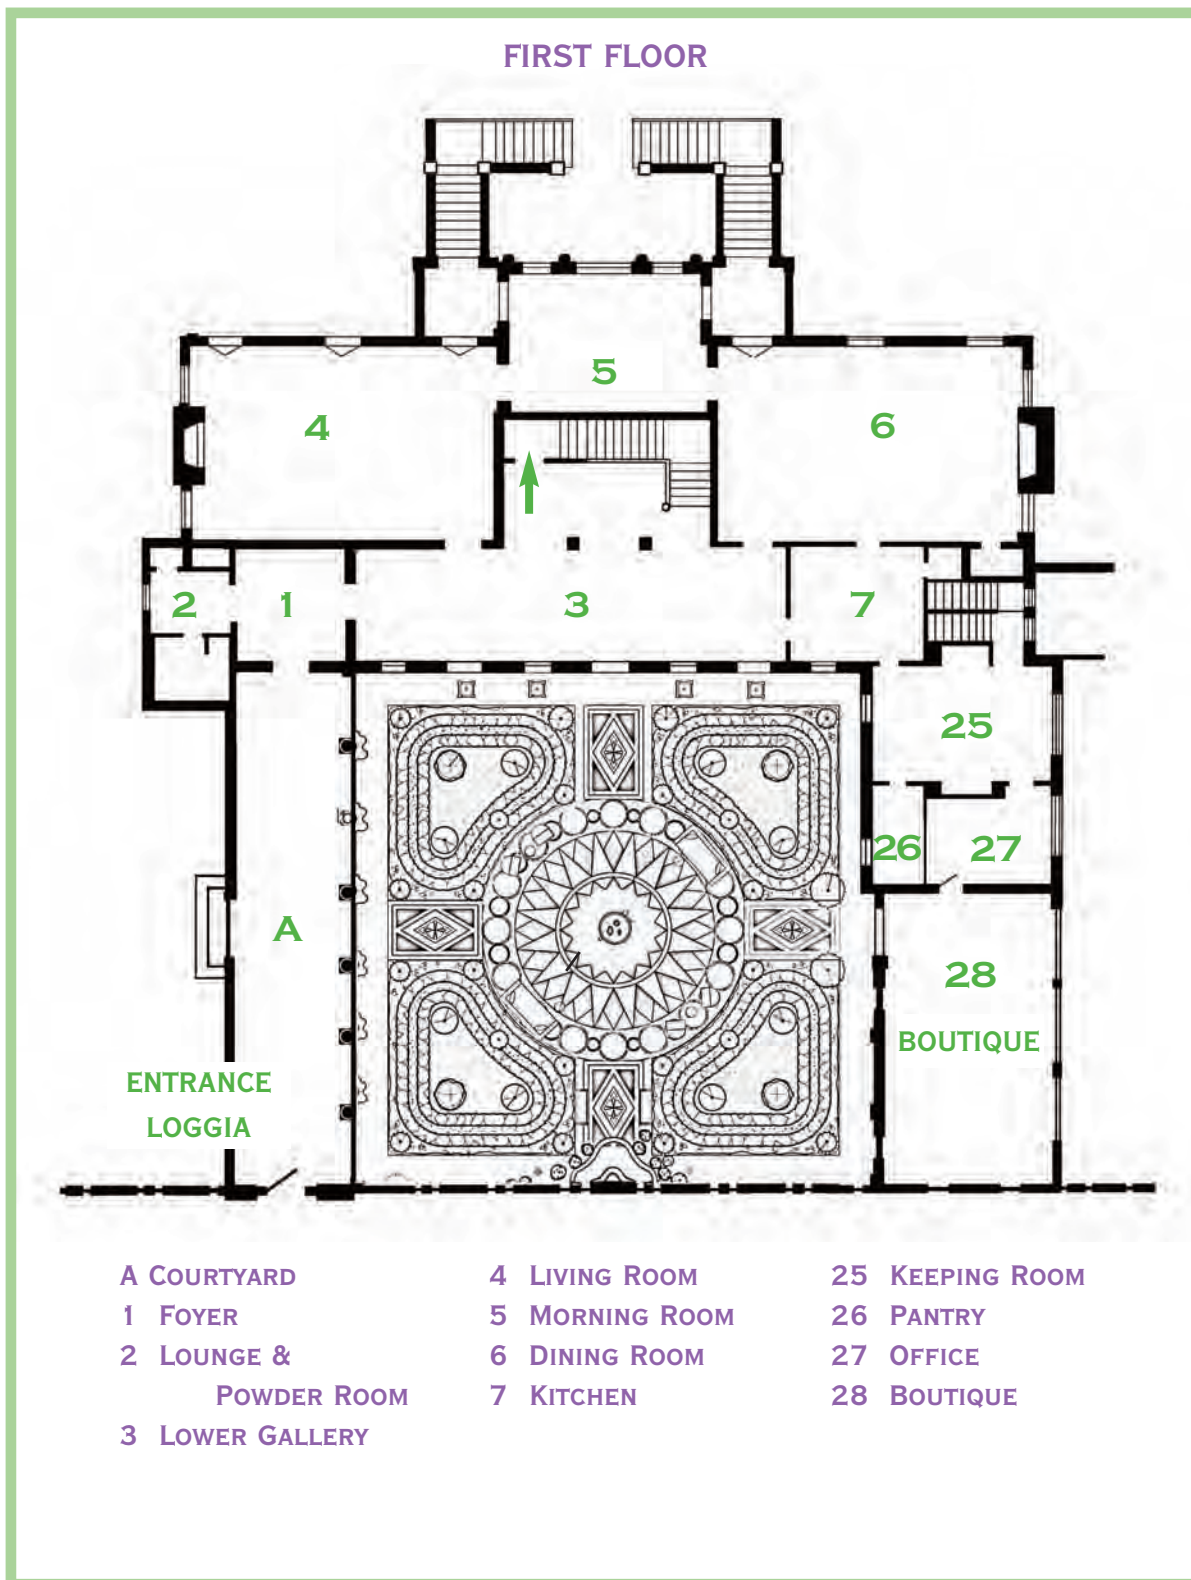 FIRST FLOOR
5
4
6
2
1
3
7
25
26
27
A
28
BOUTIQUE
ENTRANCE
LOGGIA
A COURTYARD
1 FOYER
2 LOUNGE &
POWDER ROOM
3 LOWER GALLERY
4 LIVING ROOM
5 MORNING ROOM
6 DINING ROOM
7 KITCHEN
25 KEEPING ROOM
26 PANTRY
27 OFFICE
28 BOUTIQUE